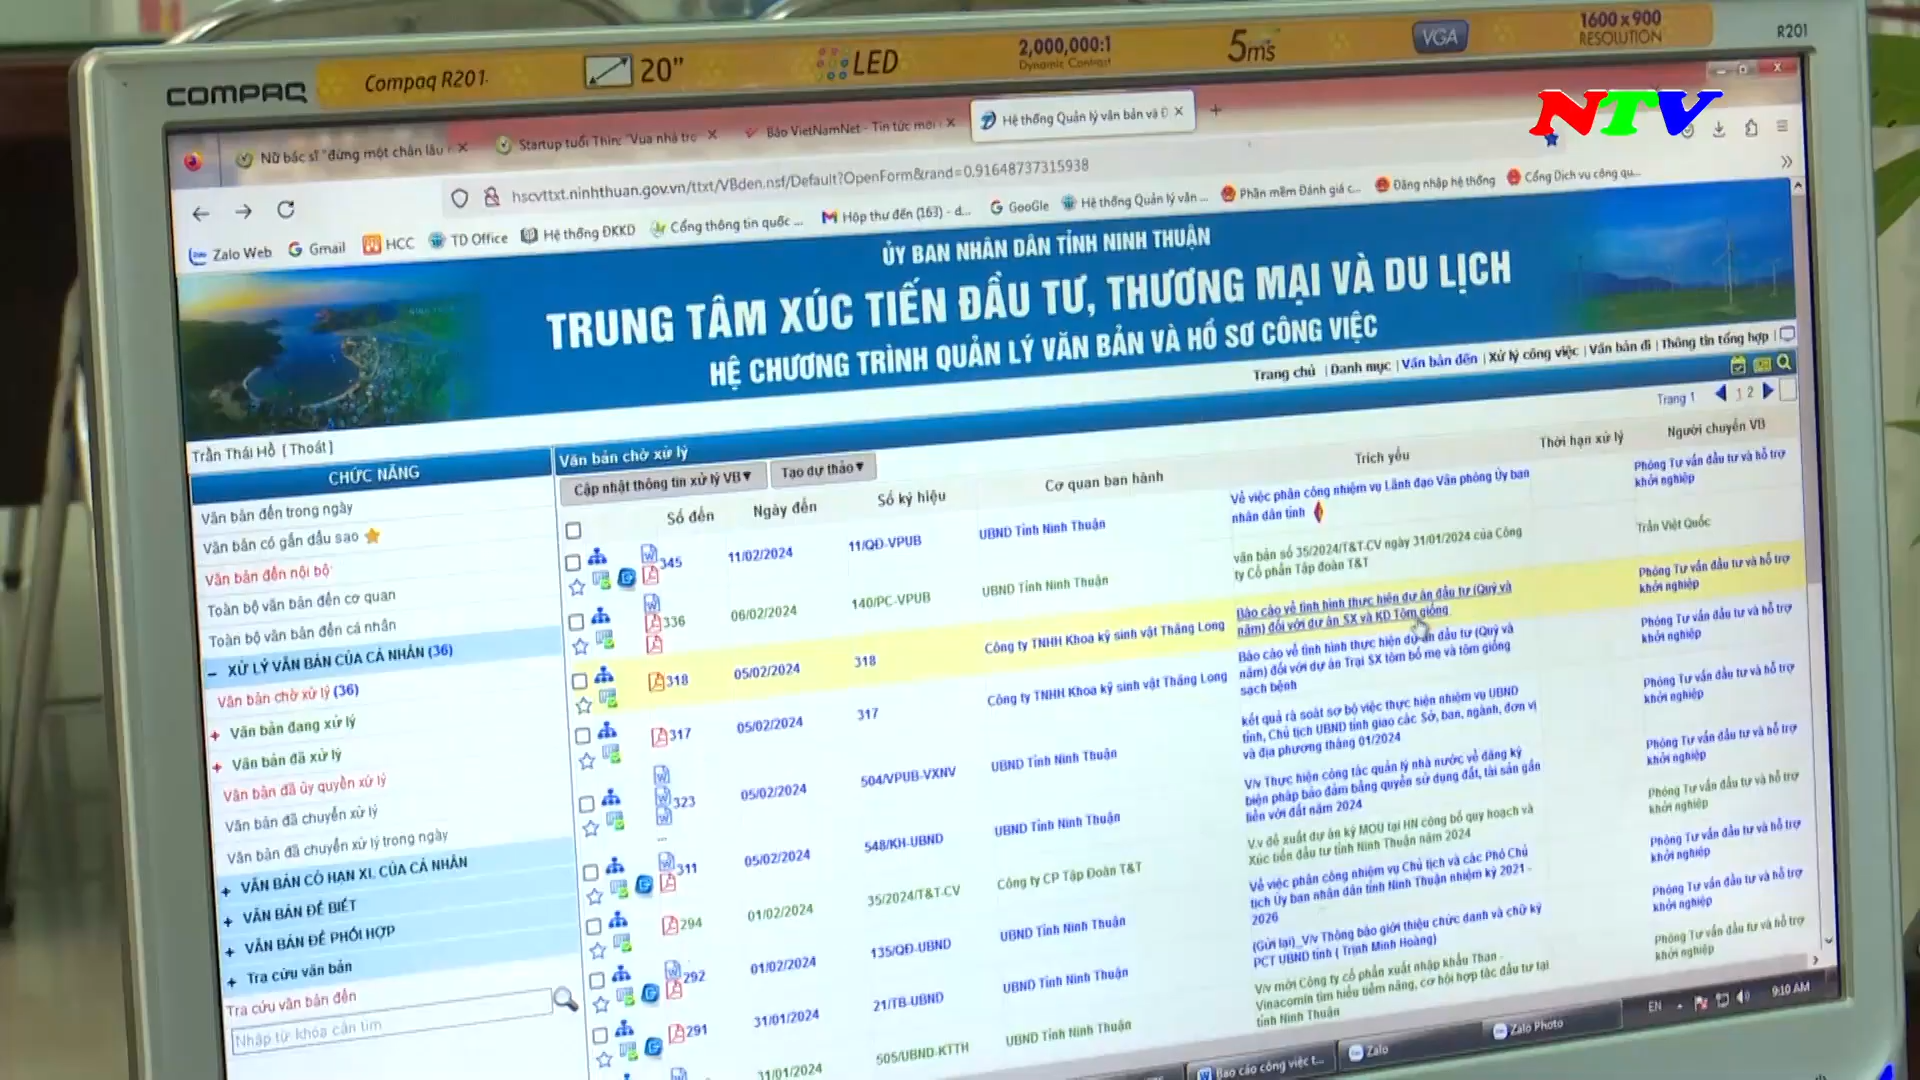 COMPAQ
Compaq R201
20"
LED
2,000,000:1
Dynamic Contrast
5ms
VGA
1600 x 900
RESOLUTION
R201
NTV
Nữ bác sĩ "đứng một chân lâu
Startup tuổi Thìn: "Vua nhà trọ
Báo VietNamNet - Tin tức mới
Hệ thống Quản lý văn bản và Đ
hscvttxt.ninhthuan.gov.vn/ttxt/VBden.nsf/Default?OpenForm&rand=0.91648737315938
Zalo Web
Gmail
HCC
TD Office
Hệ thống ĐKKD
Cổng thông tin quốc ...
Hộp thư đến (163) - d...
GooGle
Hệ thống Quản lý văn ...
Phần mềm Đánh giá c...
Đăng nhập hệ thống
Cổng Dịch vụ công qu...
ỦY BAN NHÂN DÂN TỈNH NINH THUẬN
TRUNG TÂM XÚC TIẾN ĐẦU TƯ, THƯƠNG MẠI VÀ DU LỊCH
HỆ CHƯƠNG TRÌNH QUẢN LÝ VĂN BẢN VÀ HỒ SƠ CÔNG VIỆC
Trang chủ | Danh mục | Văn bản đến | Xử lý công việc | Văn bản đi | Thông tin tổng hợp |
Trang 1
1 2
Trần Thái Hồ [ Thoát ]
CHỨC NĂNG
Văn bản đến trong ngày
Văn bản có gắn dấu sao
Văn bản đến nội bộ
Toàn bộ văn bản đến cơ quan
Toàn bộ văn bản đến cá nhân
− XỬ LÝ VĂN BẢN CỦA CÁ NHÂN (36)
Văn bản chờ xử lý (36)
+ Văn bản đang xử lý
+ Văn bản đã xử lý
Văn bản đã ủy quyền xử lý
Văn bản đã chuyển xử lý
Văn bản đã chuyển xử lý trong ngày
+ VĂN BẢN CÓ HẠN XL CỦA CÁ NHÂN
+ VĂN BẢN ĐỂ BIẾT
+ VĂN BẢN ĐỂ PHỐI HỢP
+ Tra cứu văn bản
Tra cứu văn bản đến
Nhập từ khóa cần tìm
Văn bản chờ xử lý
Cập nhật thông tin xử lý VB▼
Tạo dự thảo▼
Số đến
Ngày đến
Số ký hiệu
Cơ quan ban hành
Trích yếu
Thời hạn xử lý
Người chuyển VB
345
11/02/2024
11/QĐ-VPUB
UBND Tỉnh Ninh Thuận
Về việc phân công nhiệm vụ Lãnh đạo Văn phòng Ủy ban
nhân dân tỉnh
Phòng Tư vấn đầu tư và hỗ trợ
khởi nghiệp
336
06/02/2024
140/PC-VPUB
UBND Tỉnh Ninh Thuận
văn bản số 35/2024/T&T-CV ngày 31/01/2024 của Công
ty Cổ phần Tập đoàn T&T
Trần Việt Quốc
318
05/02/2024
318
Công ty TNHH Khoa kỹ sinh vật Thăng Long
Báo cáo về tình hình thực hiện dự án đầu tư (Quý và
năm) đối với dự án SX và KD Tôm giống
Phòng Tư vấn đầu tư và hỗ trợ
khởi nghiệp
317
05/02/2024
317
Công ty TNHH Khoa kỹ sinh vật Thăng Long
Báo cáo về tình hình thực hiện dự án đầu tư (Quý và
năm) đối với dự án Trại SX tôm bố mẹ và tôm giống
sạch bệnh
Phòng Tư vấn đầu tư và hỗ trợ
khởi nghiệp
323
...
05/02/2024
504/VPUB-VXNV
UBND Tỉnh Ninh Thuận
kết quả rà soát sơ bộ việc thực hiện nhiệm vụ UBND
tỉnh, Chủ tịch UBND tỉnh giao các Sở, ban, ngành, đơn vị
và địa phương tháng 01/2024
Phòng Tư vấn đầu tư và hỗ trợ
khởi nghiệp
311
05/02/2024
548/KH-UBND
UBND Tỉnh Ninh Thuận
V/v Thực hiện công tác quản lý nhà nước về đăng ký
biện pháp bảo đảm bằng quyền sử dụng đất, tài sản gắn
liền với đất năm 2024
Phòng Tư vấn đầu tư và hỗ trợ
khởi nghiệp
294
01/02/2024
35/2024/T&T-CV
Công ty CP Tập Đoàn T&T
V.v đề xuất dự án ký MOU tại HN công bố quy hoạch và
Xúc tiến đầu tư tỉnh Ninh Thuận năm 2024
Phòng Tư vấn đầu tư và hỗ trợ
khởi nghiệp
292
01/02/2024
135/QĐ-UBND
UBND Tỉnh Ninh Thuận
Về việc phân công nhiệm vụ Chủ tịch và các Phó Chủ
tịch Ủy ban nhân dân tỉnh Ninh Thuận nhiệm kỳ 2021 -
2026
Phòng Tư vấn đầu tư và hỗ trợ
khởi nghiệp
291
31/01/2024
21/TB-UBND
UBND Tỉnh Ninh Thuận
(Gửi lại)_V/v Thông báo giới thiệu chức danh và chữ ký
PCT UBND tỉnh ( Trịnh Minh Hoàng)
Phòng Tư vấn đầu tư và hỗ trợ
khởi nghiệp
31/01/2024
505/UBND-KTTH
UBND Tỉnh Ninh Thuận
V/v mời Công ty cổ phần xuất nhập khẩu Than -
Vinacomin tìm hiểu tiềm năng, cơ hội hợp tác đầu tư tại
tỉnh Ninh Thuận
Phòng Tư vấn đầu tư và hỗ trợ
khởi nghiệp
Bao cáo công việc t...
Zalo
Zalo Photo
EN
9:10 AM